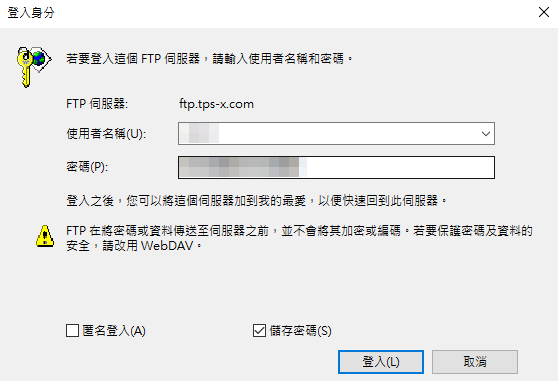 登入身分
若要登入這個 FTP 伺服器，請輸入使用者名稱和密碼。
FTP 伺服器: ftp.tps-x.com
使用者名稱(U):
密碼(P):
登入之後，您可以將這個伺服器加到我的最愛，以便快速回到此伺服器。
FTP 在將密碼或資料傳送至伺服器之前，並不會將其加密或編碼。若要保護密碼及資料的
安全，請改用 WebDAV。
匿名登入(A) 儲存密碼(S)
登入(L) 取消